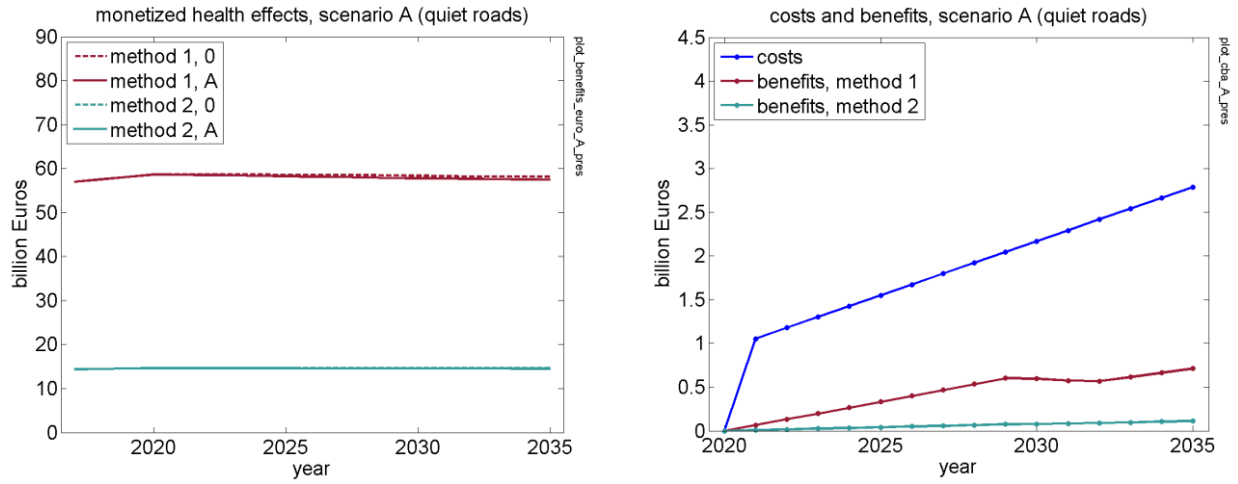 monetized health effects, scenario A (quiet roads)
90
80
70
60
50
40
30
20
10
0
billion Euros
method 1, 0
method 1, A
method 2, 0
method 2, A
2020
2025
2030
2035
year
plot_benefits_euro_A_pres
costs and benefits, scenario A (quiet roads)
4.5
4
3.5
3
2.5
2
1.5
1
0.5
0
billion Euros
costs
benefits, method 1
benefits, method 2
2020
2025
2030
2035
year
plot_cba_A_pres